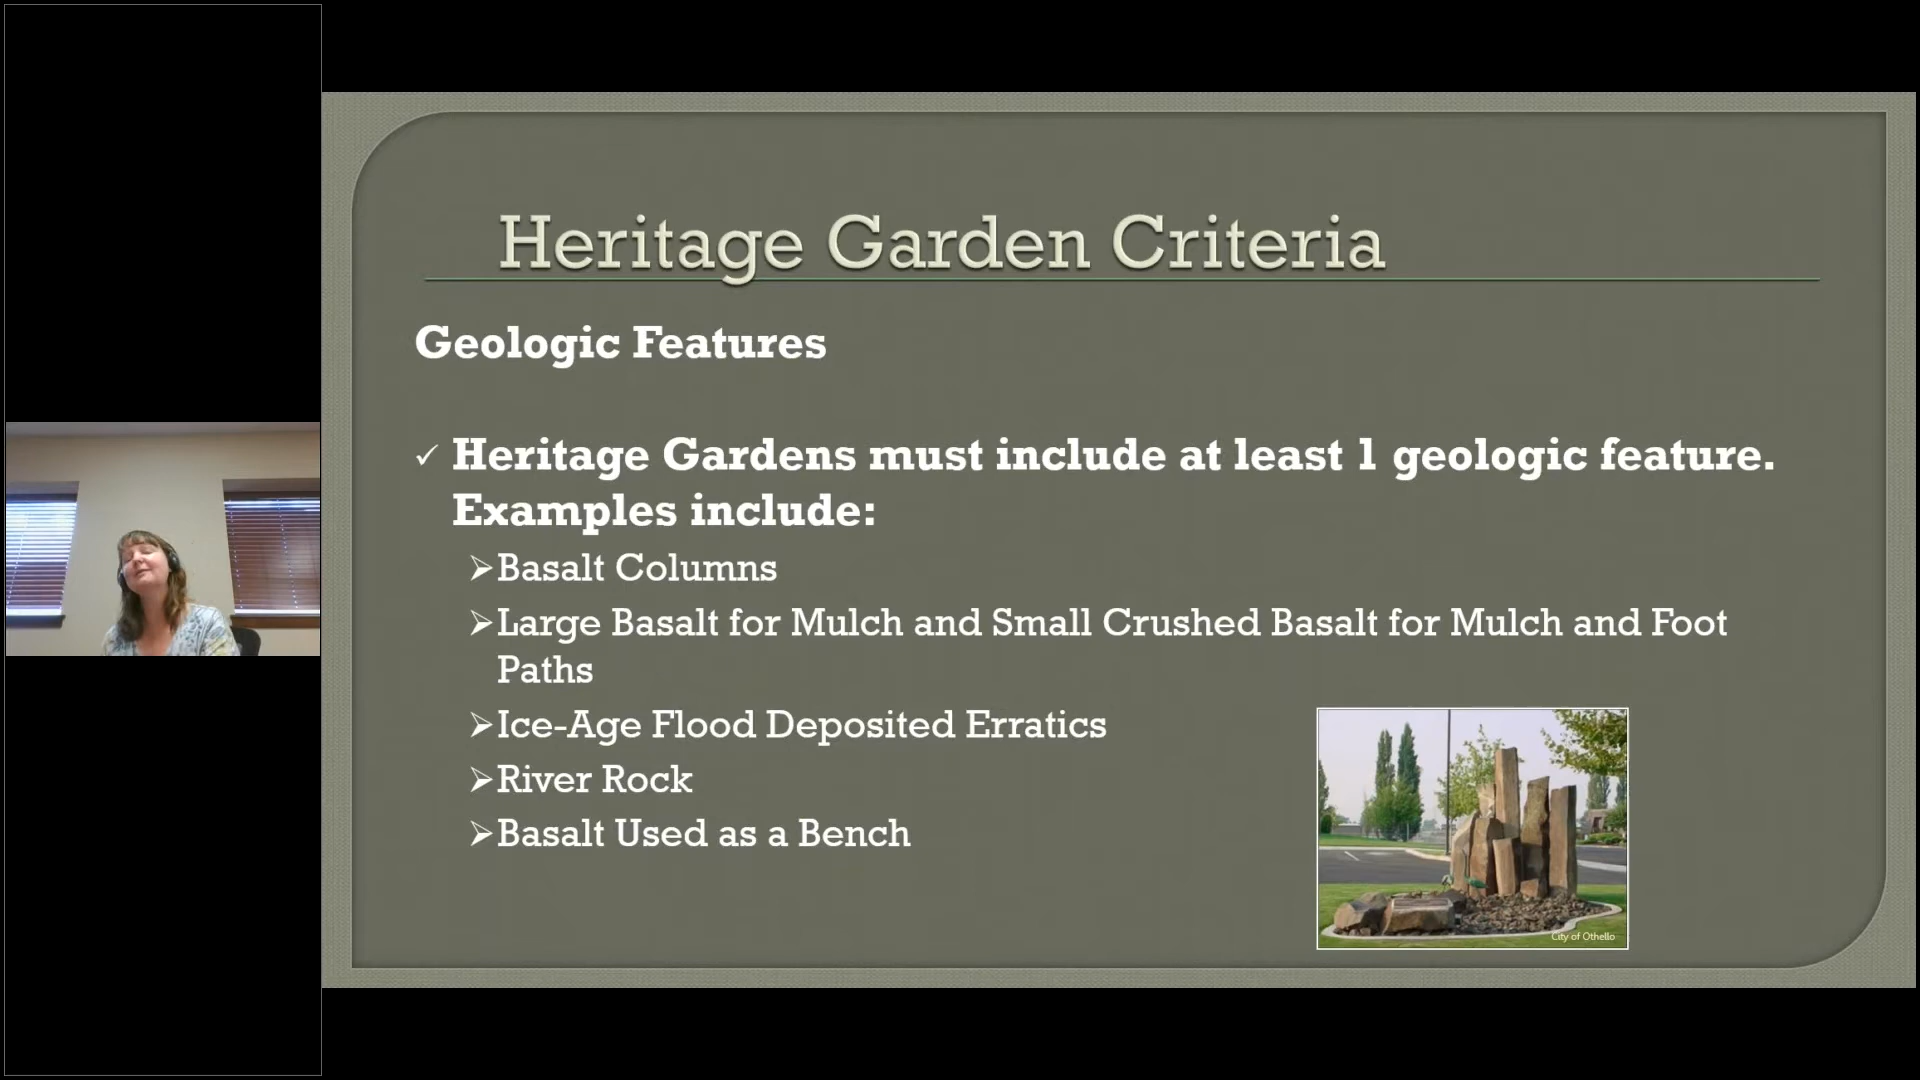 Heritage Garden Criteria
Geologic Features
✓ Heritage Gardens must include at least 1 geologic feature.
Examples include:
➢Basalt Columns
➢Large Basalt for Mulch and Small Crushed Basalt for Mulch and Foot
Paths
➢Ice-Age Flood Deposited Erratics
➢River Rock
➢Basalt Used as a Bench
City of Othello